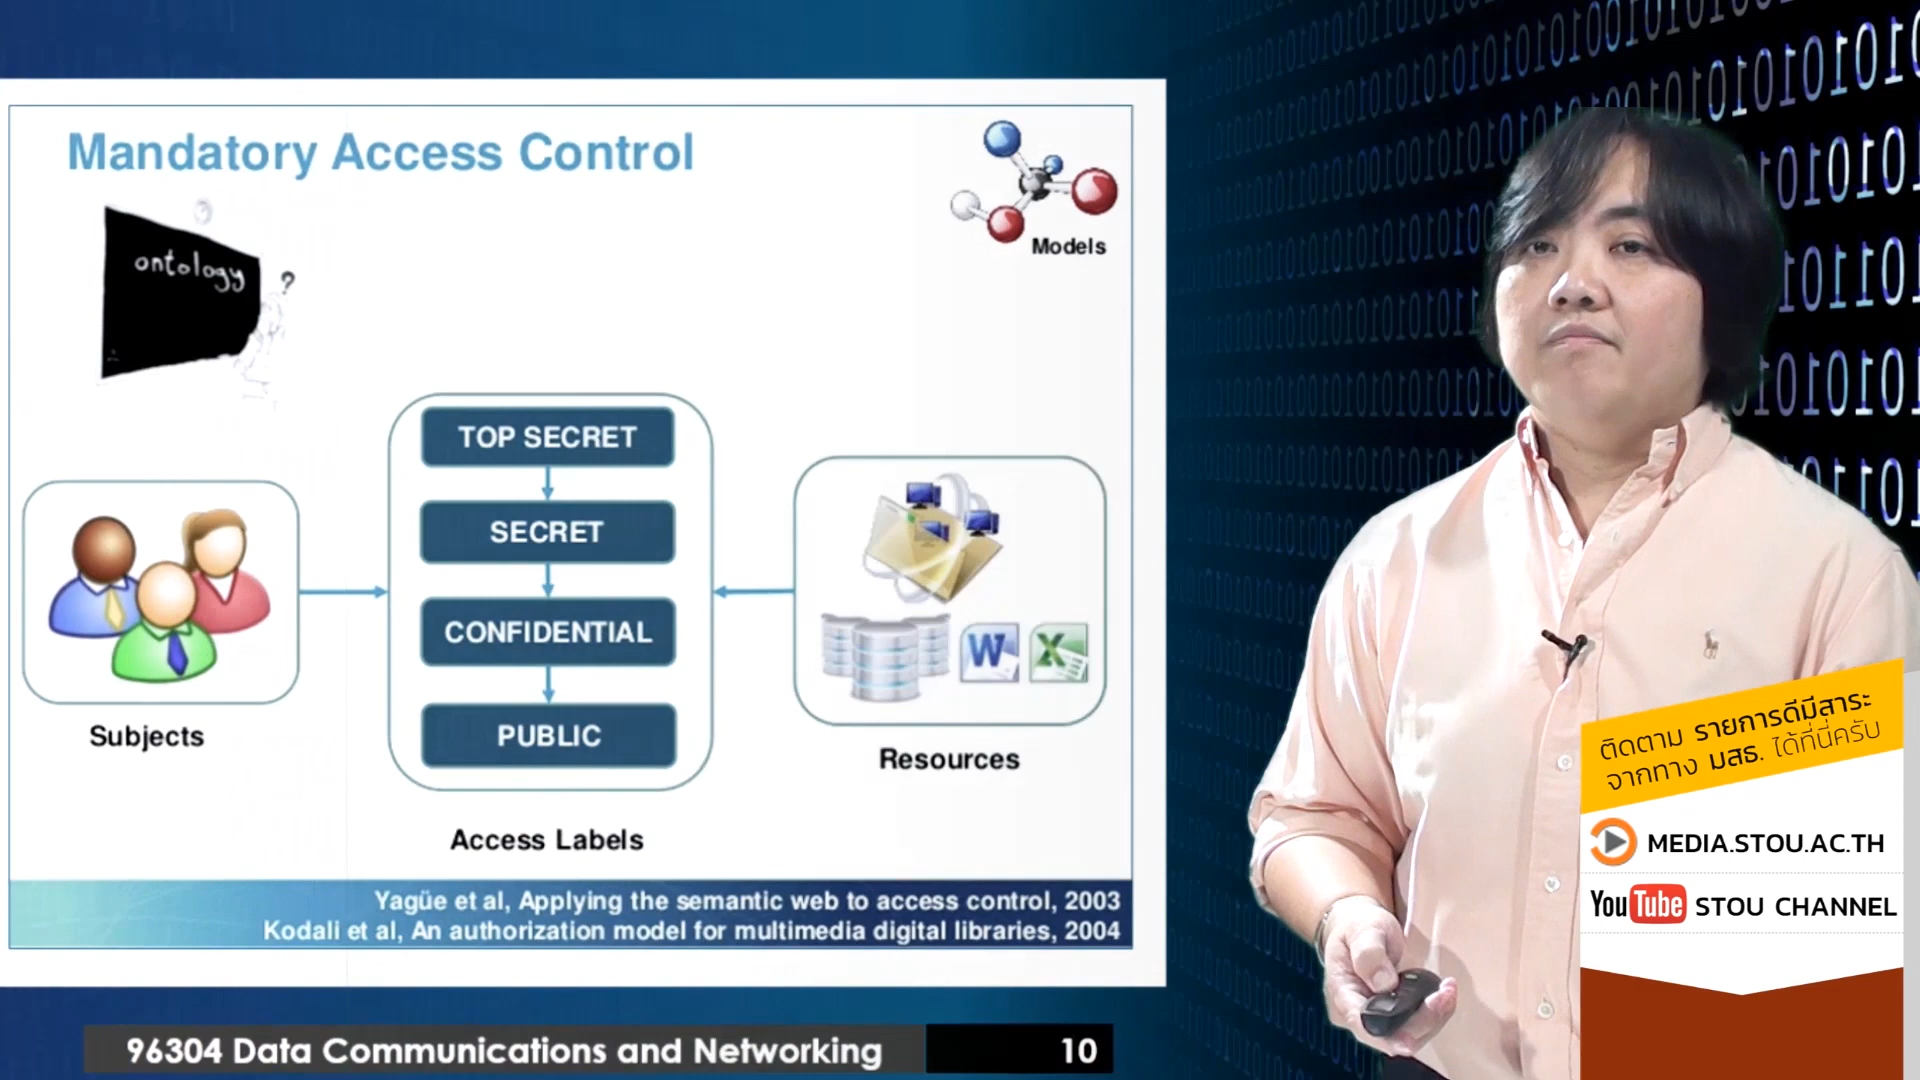 Mandatory Access Control
ontology
?
Models
TOP SECRET
SECRET
CONFIDENTIAL
PUBLIC
Subjects
Resources
Access Labels
Yagüe et al, Applying the semantic web to access control, 2003
Kodali et al, An authorization model for multimedia digital libraries, 2004
96304 Data Communications and Networking
10
ติดตาม รายการดีมีสาระ
จากทาง มสธ. ได้ที่นี่ครับ
MEDIA.STOU.AC.TH
YouTube STOU CHANNEL